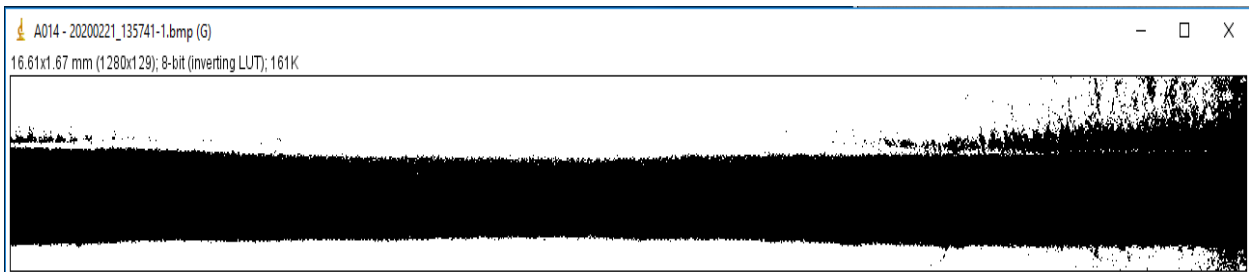 A014 - 20200221_135741-1.bmp (G)
16.61x1.67 mm (1280x129); 8-bit (inverting LUT); 161K